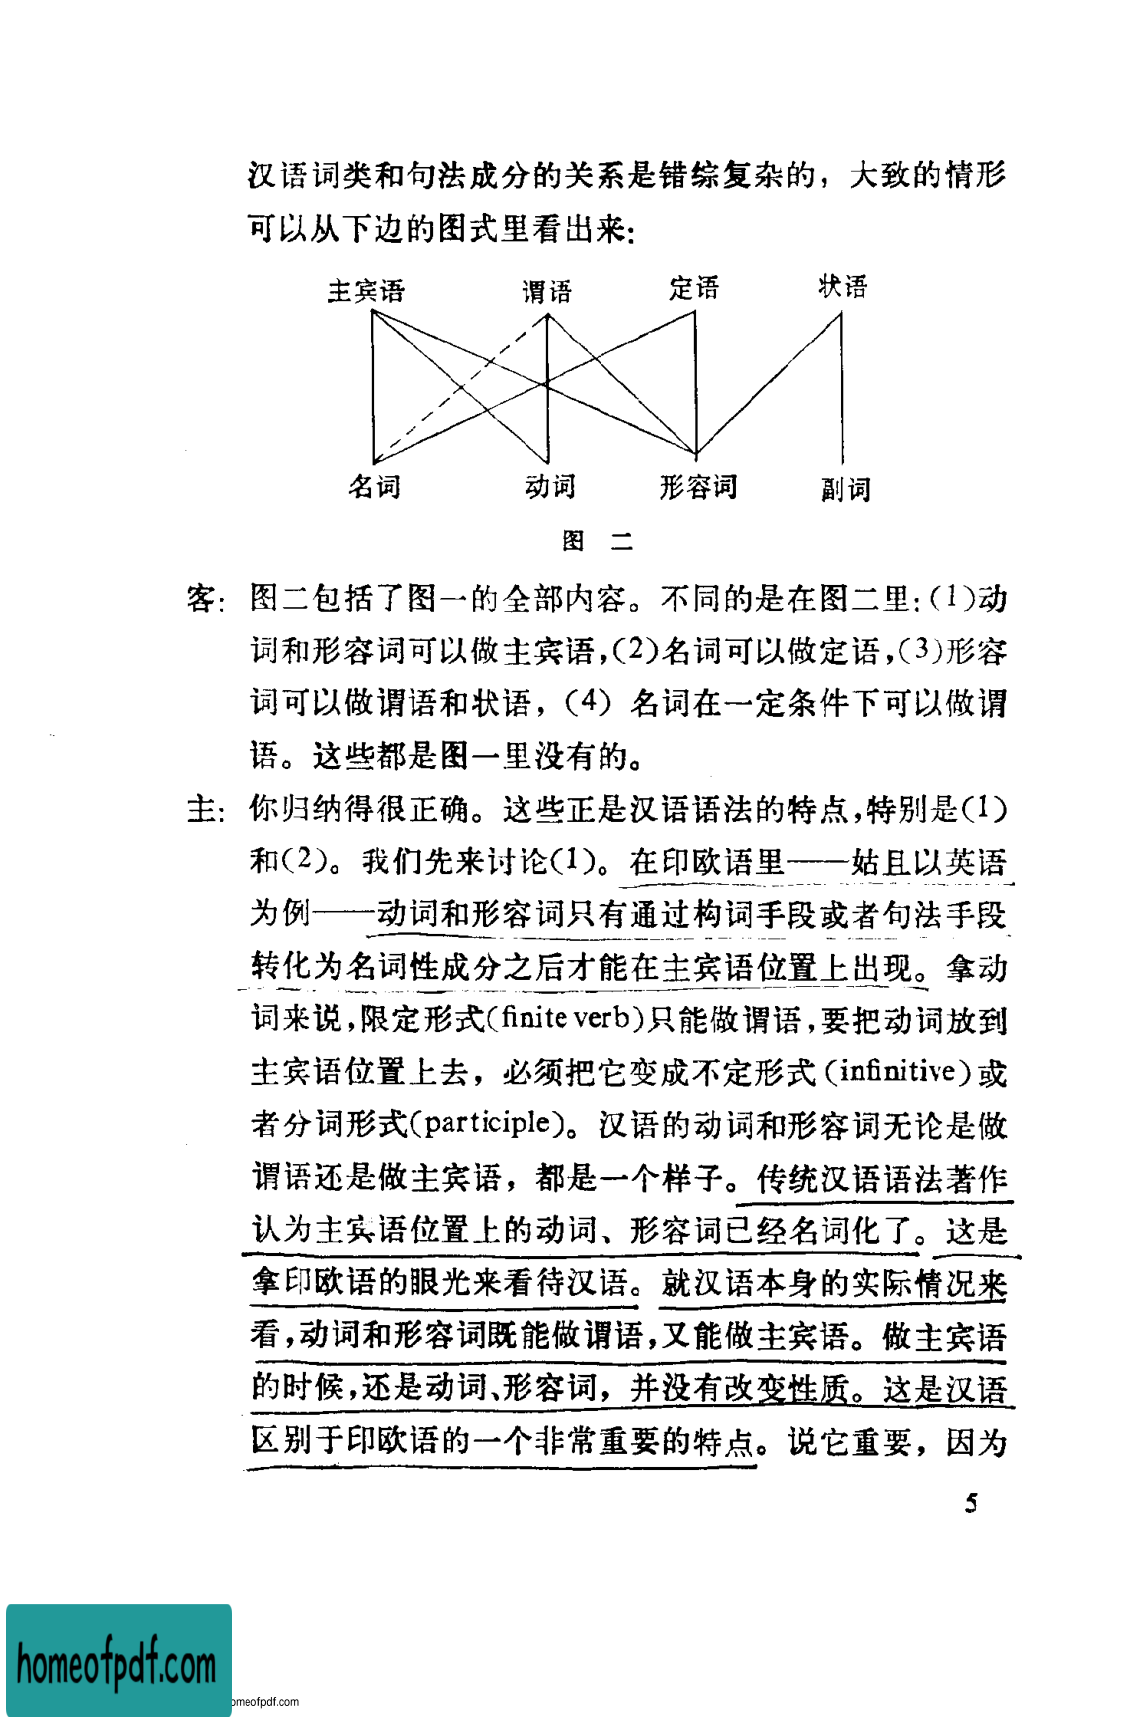 汉语词类和句法成分的关系是错综复杂的，大致的情形
可以从下边的图式里看出来：
主宾语 谓语 定语 状语
名词 动词 形容词 副词
图 二
客：图二包括了图一的全部内容。不同的是在图二里：(1)动
词和形容词可以做主宾语，(2)名词可以做定语，(3)形容
词可以做谓语和状语，(4) 名词在一定条件下可以做谓
语。这些都是图一里没有的。
主：你归纳得很正确。这些正是汉语语法的特点，特别是(1)
和(2)。我们先来讨论(1)。在印欧语里——姑且以英语
为例——动词和形容词只有通过构词手段或者句法手段
转化为名词性成分之后才能在主宾语位置上出现。拿动
词来说，限定形式(finite verb)只能做谓语，要把动词放到
主宾语位置上去，必须把它变成不定形式(infinitive)或
者分词形式(participle)。汉语的动词和形容词无论是做
谓语还是做主宾语，都是一个样子。传统汉语语法著作
认为主宾语位置上的动词、形容词已经名词化了。这是
拿印欧语的眼光来看待汉语。就汉语本身的实际情况来
看，动词和形容词既能做谓语，又能做主宾语。做主宾语
的时候，还是动词、形容词，并没有改变性质。这是汉语
区别于印欧语的一个非常重要的特点。说它重要，因为
5
homeofpdf.com
omeofpdf.com